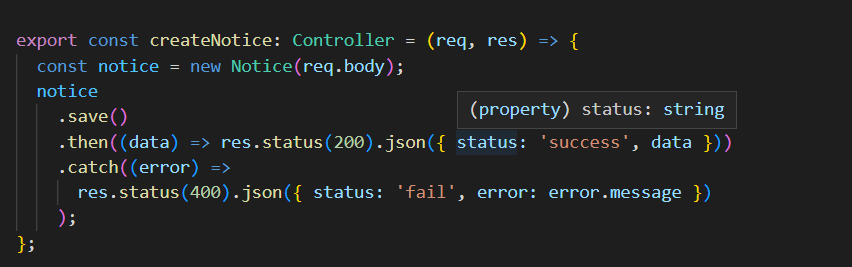 export const createNotice: Controller = (req, res) => {
const notice = new Notice(req.body);
notice
(property) status: string
.save()
.then((data) => res.status(200).json({ status: 'success', data }))
.catch((error) =>
res.status(400).json({ status: 'fail', error: error.message })
);
};